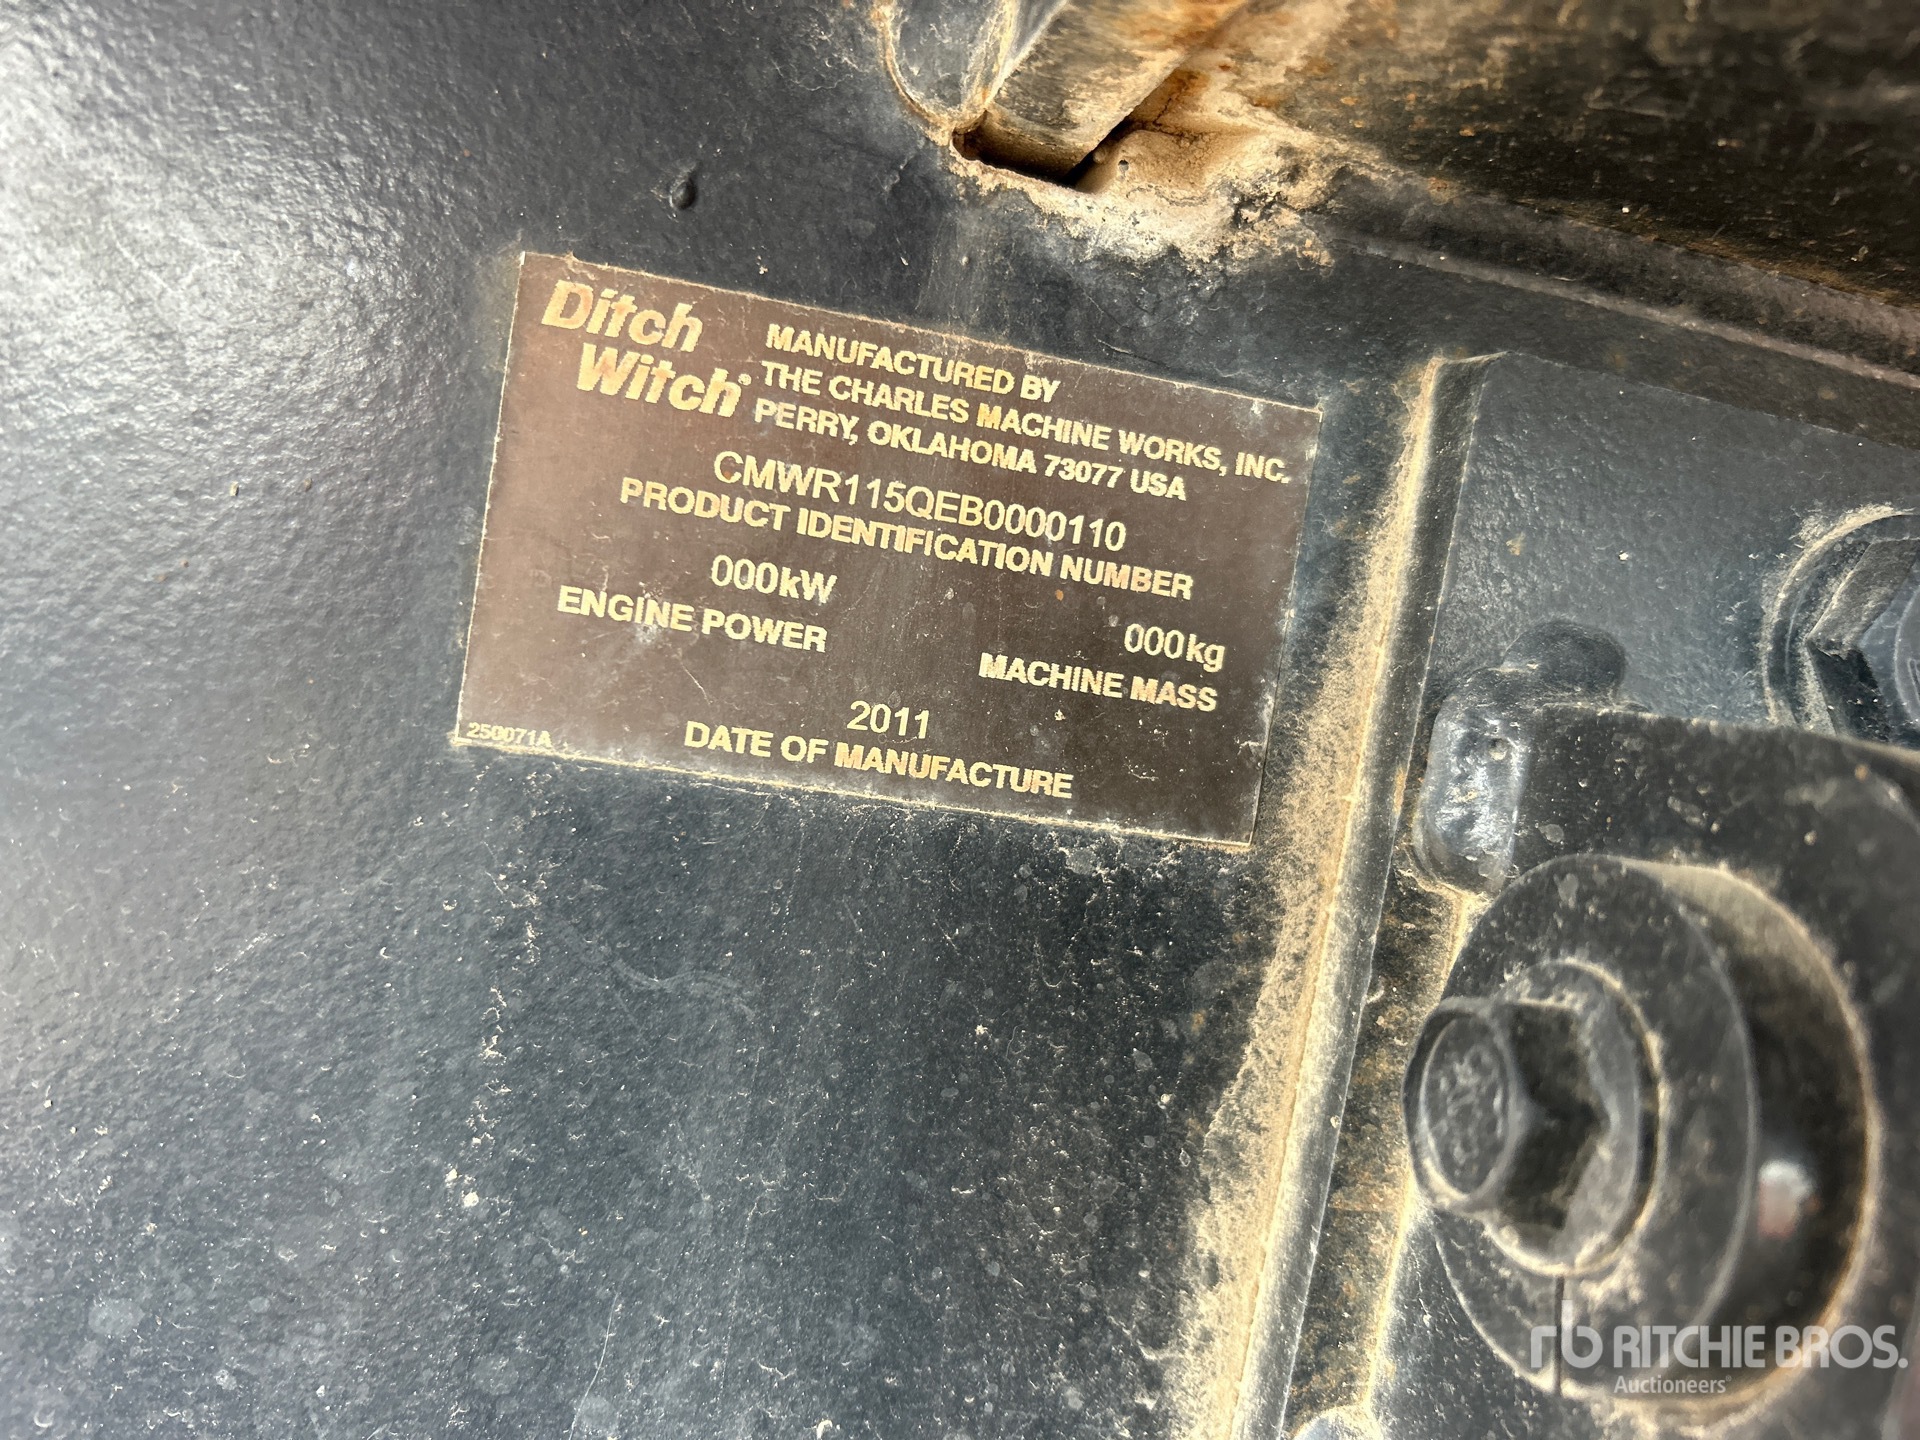 Ditch
Witch®
MANUFACTURED BY
THE CHARLES MACHINE WORKS, INC.
PERRY, OKLAHOMA 73077 USA
CMWR115QEB0000110
PRODUCT IDENTIFICATION NUMBER
000kW
ENGINE POWER
000kg
MACHINE MASS
2011
DATE OF MANUFACTURE
250071A
rb RITCHIE BROS.
Auctioneers